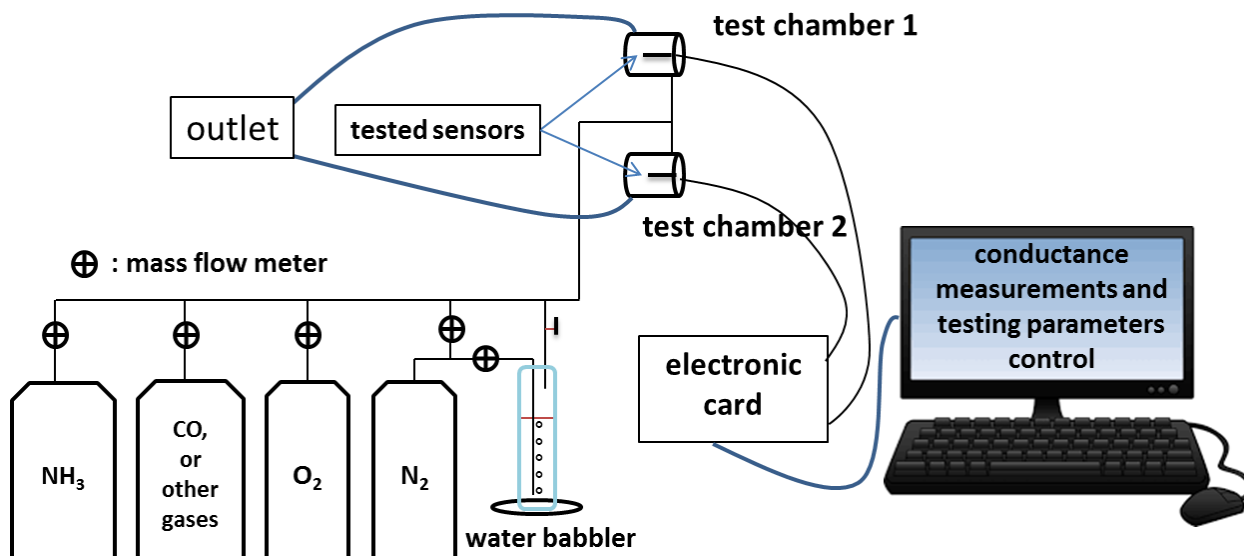 test chamber 1
outlet
tested sensors
test chamber 2
⊕ : mass flow meter
conductance
measurements and
testing parameters
control
electronic
card
NH₃
CO,
or
other
gases
O₂
N₂
water babbler